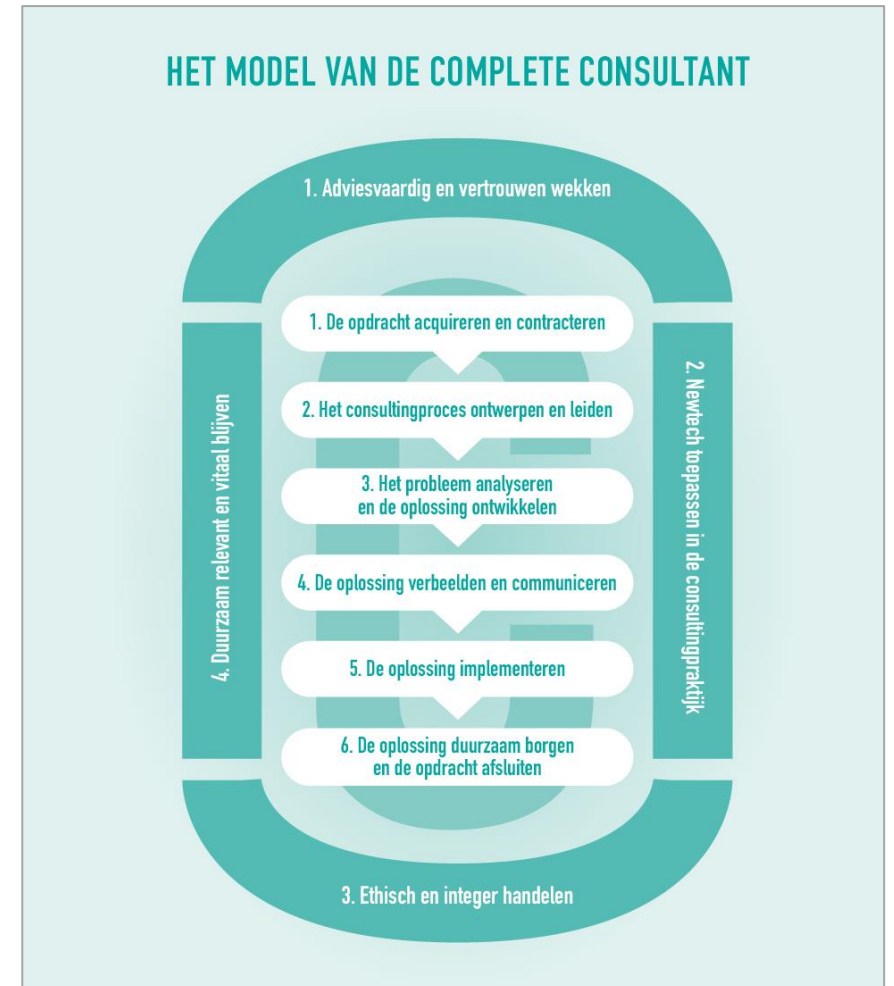 HET MODEL VAN DE COMPLETE CONSULTANT
1. Adviesvaardig en vertrouwen wekken
1. De opdracht acquireren en contracteren
2. Het consultingproces ontwerpen en leiden
3. Het probleem analyseren
en de oplossing ontwikkelen
4. De oplossing verbeelden en communiceren
5. De oplossing implementeren
6. De oplossing duurzaam borgen
en de opdracht afsluiten
2. Newtech toepassen in de consultingpraktijk
3. Ethisch en integer handelen
4. Duurzaam relevant en vitaal blijven